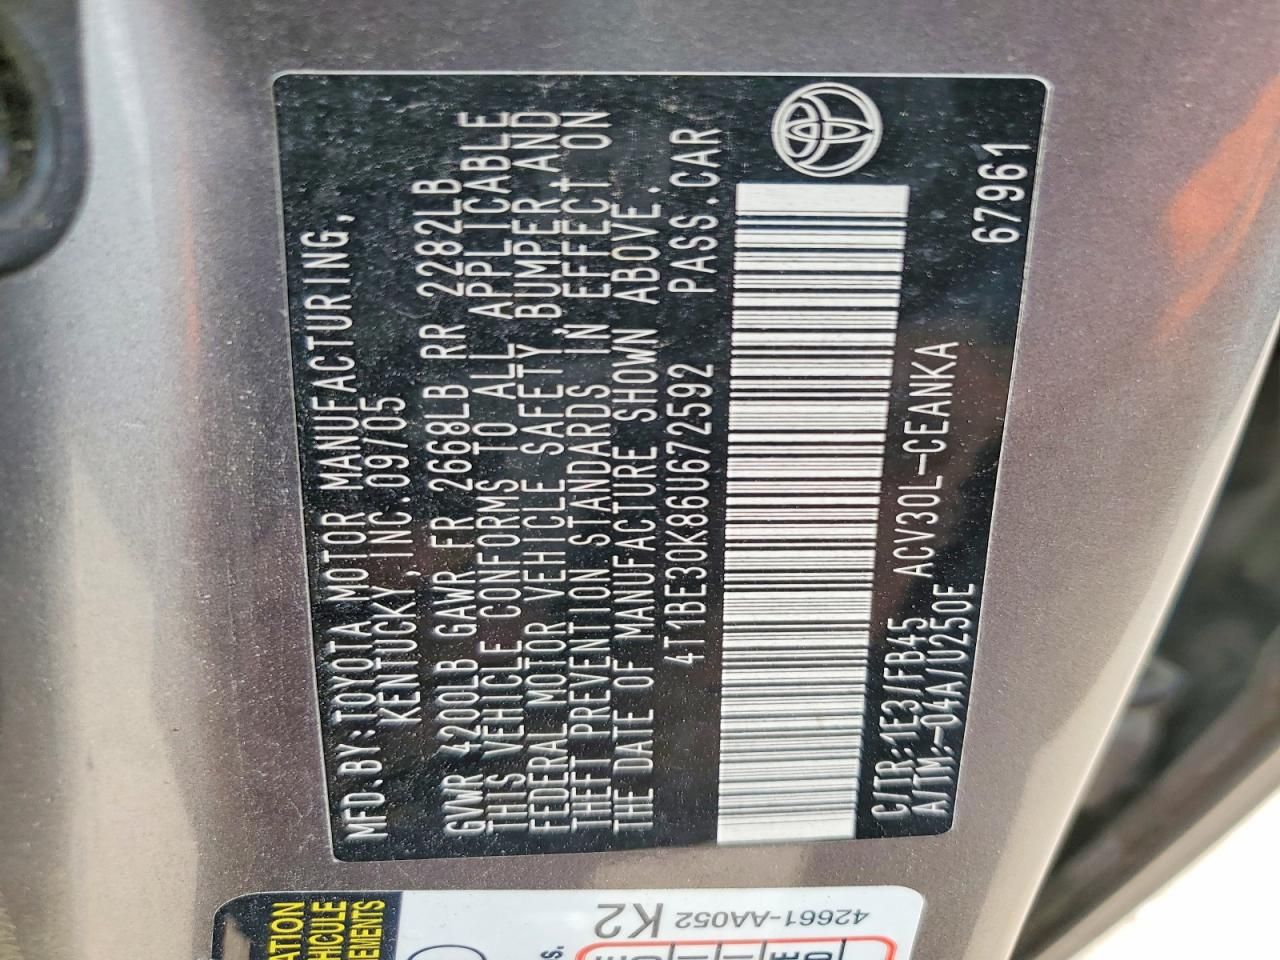 MFD.BY:TOYOTA MOTOR MANUFACTURING,
KENTUCKY,INC.09/05
GVWR 4200LB GAWR FR 2668LB RR 2282LB
THIS VEHICLE CONFORMS TO ALL APPLICABLE
FEDERAL MOTOR VEHICLE SAFETY,BUMPER,AND
THEFT PREVENTION STANDARDS IN EFFECT ON
THE DATE OF MANUFACTURE SHOWN ABOVE.
4T1BE30K86U672592 PASS.CAR
C/TR:1E3/FB45 ACV30L-CEANKA
A/TM:-04A/U250E
67961
42661-AA052 K2